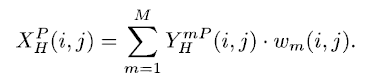 X_H^P(i, j) = \sum_{m=1}^{M} Y_H^{mP}(i, j) \cdot w_m(i, j).